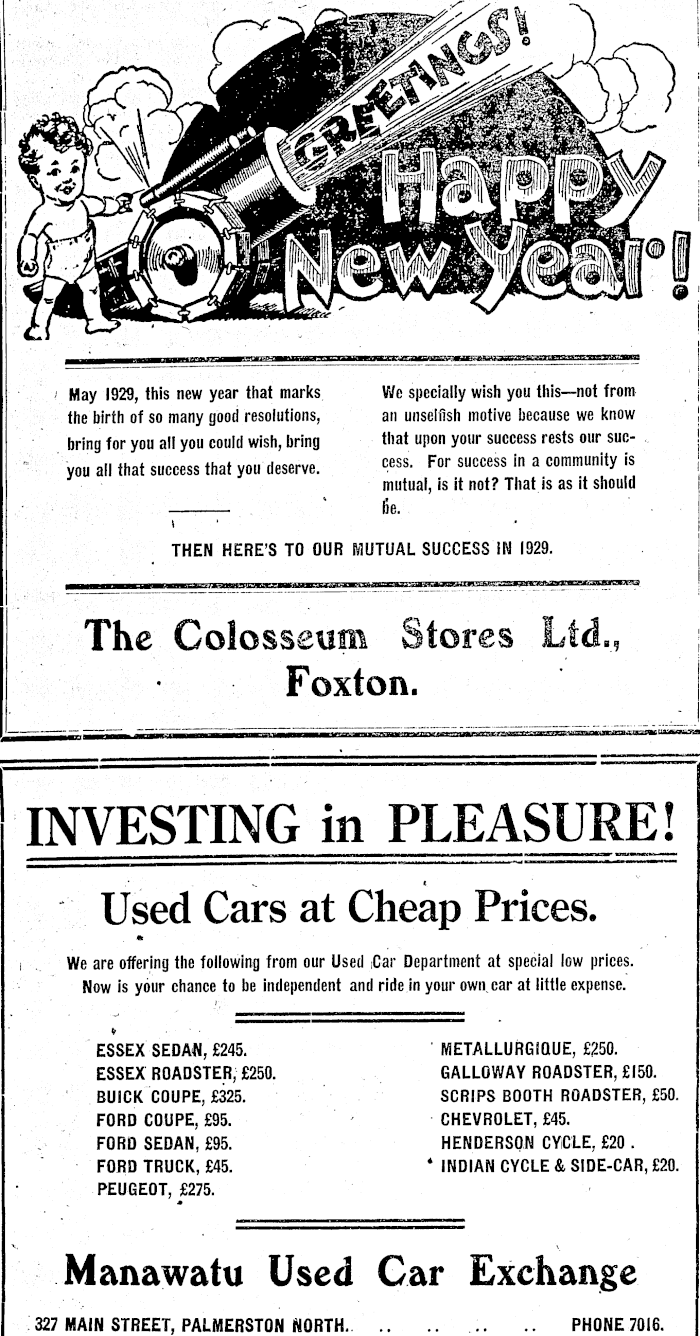 GREETINGS!
Happy
New Year!
May 1929, this new year that marks
the birth of so many good resolutions,
bring for you all you could wish, bring
you all that success that you deserve.
We specially wish you this—not from
an unselfish motive because we know
that upon your success rests our suc-
cess. For success in a community is
mutual, is it not? That is as it should
be.
THEN HERE'S TO OUR MUTUAL SUCCESS IN 1929.
The Colosseum Stores Ltd.,
Foxton.
INVESTING in PLEASURE!
Used Cars at Cheap Prices.
We are offering the following from our Used Car Department at special low prices.
Now is your chance to be independent and ride in your own car at little expense.
ESSEX SEDAN, £245.
ESSEX ROADSTER, £250.
BUICK COUPE, £325.
FORD COUPE, £95.
FORD SEDAN, £95.
FORD TRUCK, £45.
PEUGEOT, £275.
METALLURGIQUE, £250.
GALLOWAY ROADSTER, £150.
SCRIPS BOOTH ROADSTER, £50.
CHEVROLET, £45.
HENDERSON CYCLE, £20 .
INDIAN CYCLE & SIDE-CAR, £20.
Manawatu Used Car Exchange
327 MAIN STREET, PALMERSTON NORTH. .. .. .. .. PHONE 7016.